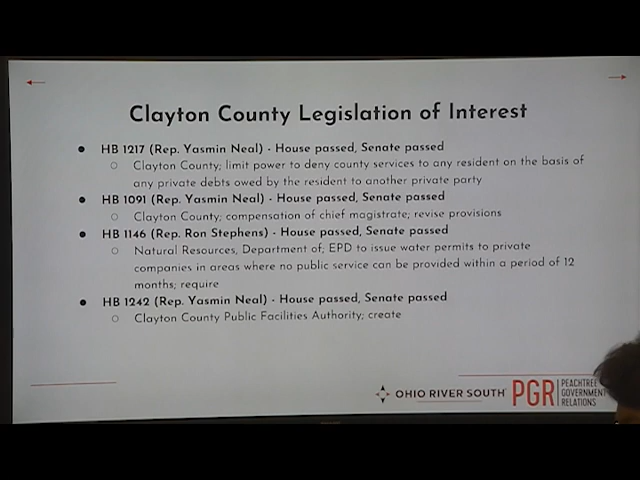 Clayton County Legislation of Interest
HB 1217 (Rep. Yasmin Neal) - House passed, Senate passed
Clayton County; limit power to deny county services to any resident on the basis of
any private debts owed by the resident to another private party
HB 1091 (Rep. Yasmin Neal) - House passed, Senate passed
Clayton County; compensation of chief magistrate; revise provisions
HB 1146 (Rep. Ron Stephens) - House passed, Senate passed
Natural Resources, Department of; EPD to issue water permits to private
companies in areas where no public service can be provided within a period of 12
months; require
HB 1242 (Rep. Yasmin Neal) - House passed, Senate passed
Clayton County Public Facilities Authority; create
OHIO RIVER SOUTH
PGR
PEACHTREE
GOVERNMENT
RELATIONS